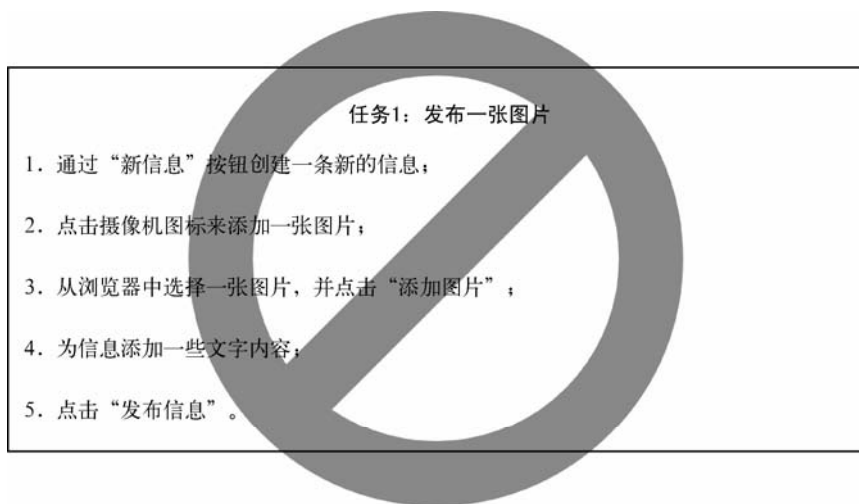 任务1：发布一张图片
1．通过“新信息”按钮创建一条新的信息；
2．点击摄像机图标来添加一张图片；
3．从浏览器中选择一张图片，并点击“添加图片”；
4．为信息添加一些文字内容；
5．点击“发布信息”。